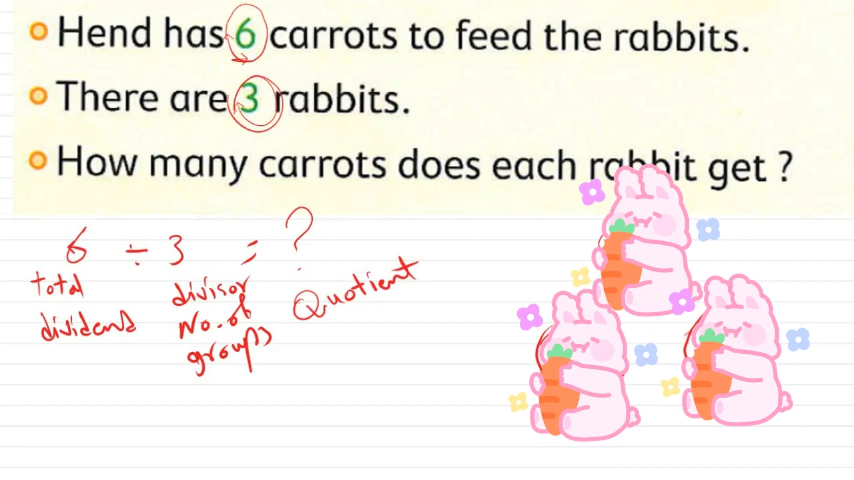 Hend has 6 carrots to feed the rabbits.
There are 3 rabbits.
How many carrots does each rabbit get ?
6 ÷ 3 = ?
total divisor Quotient
dividend No. of
groups